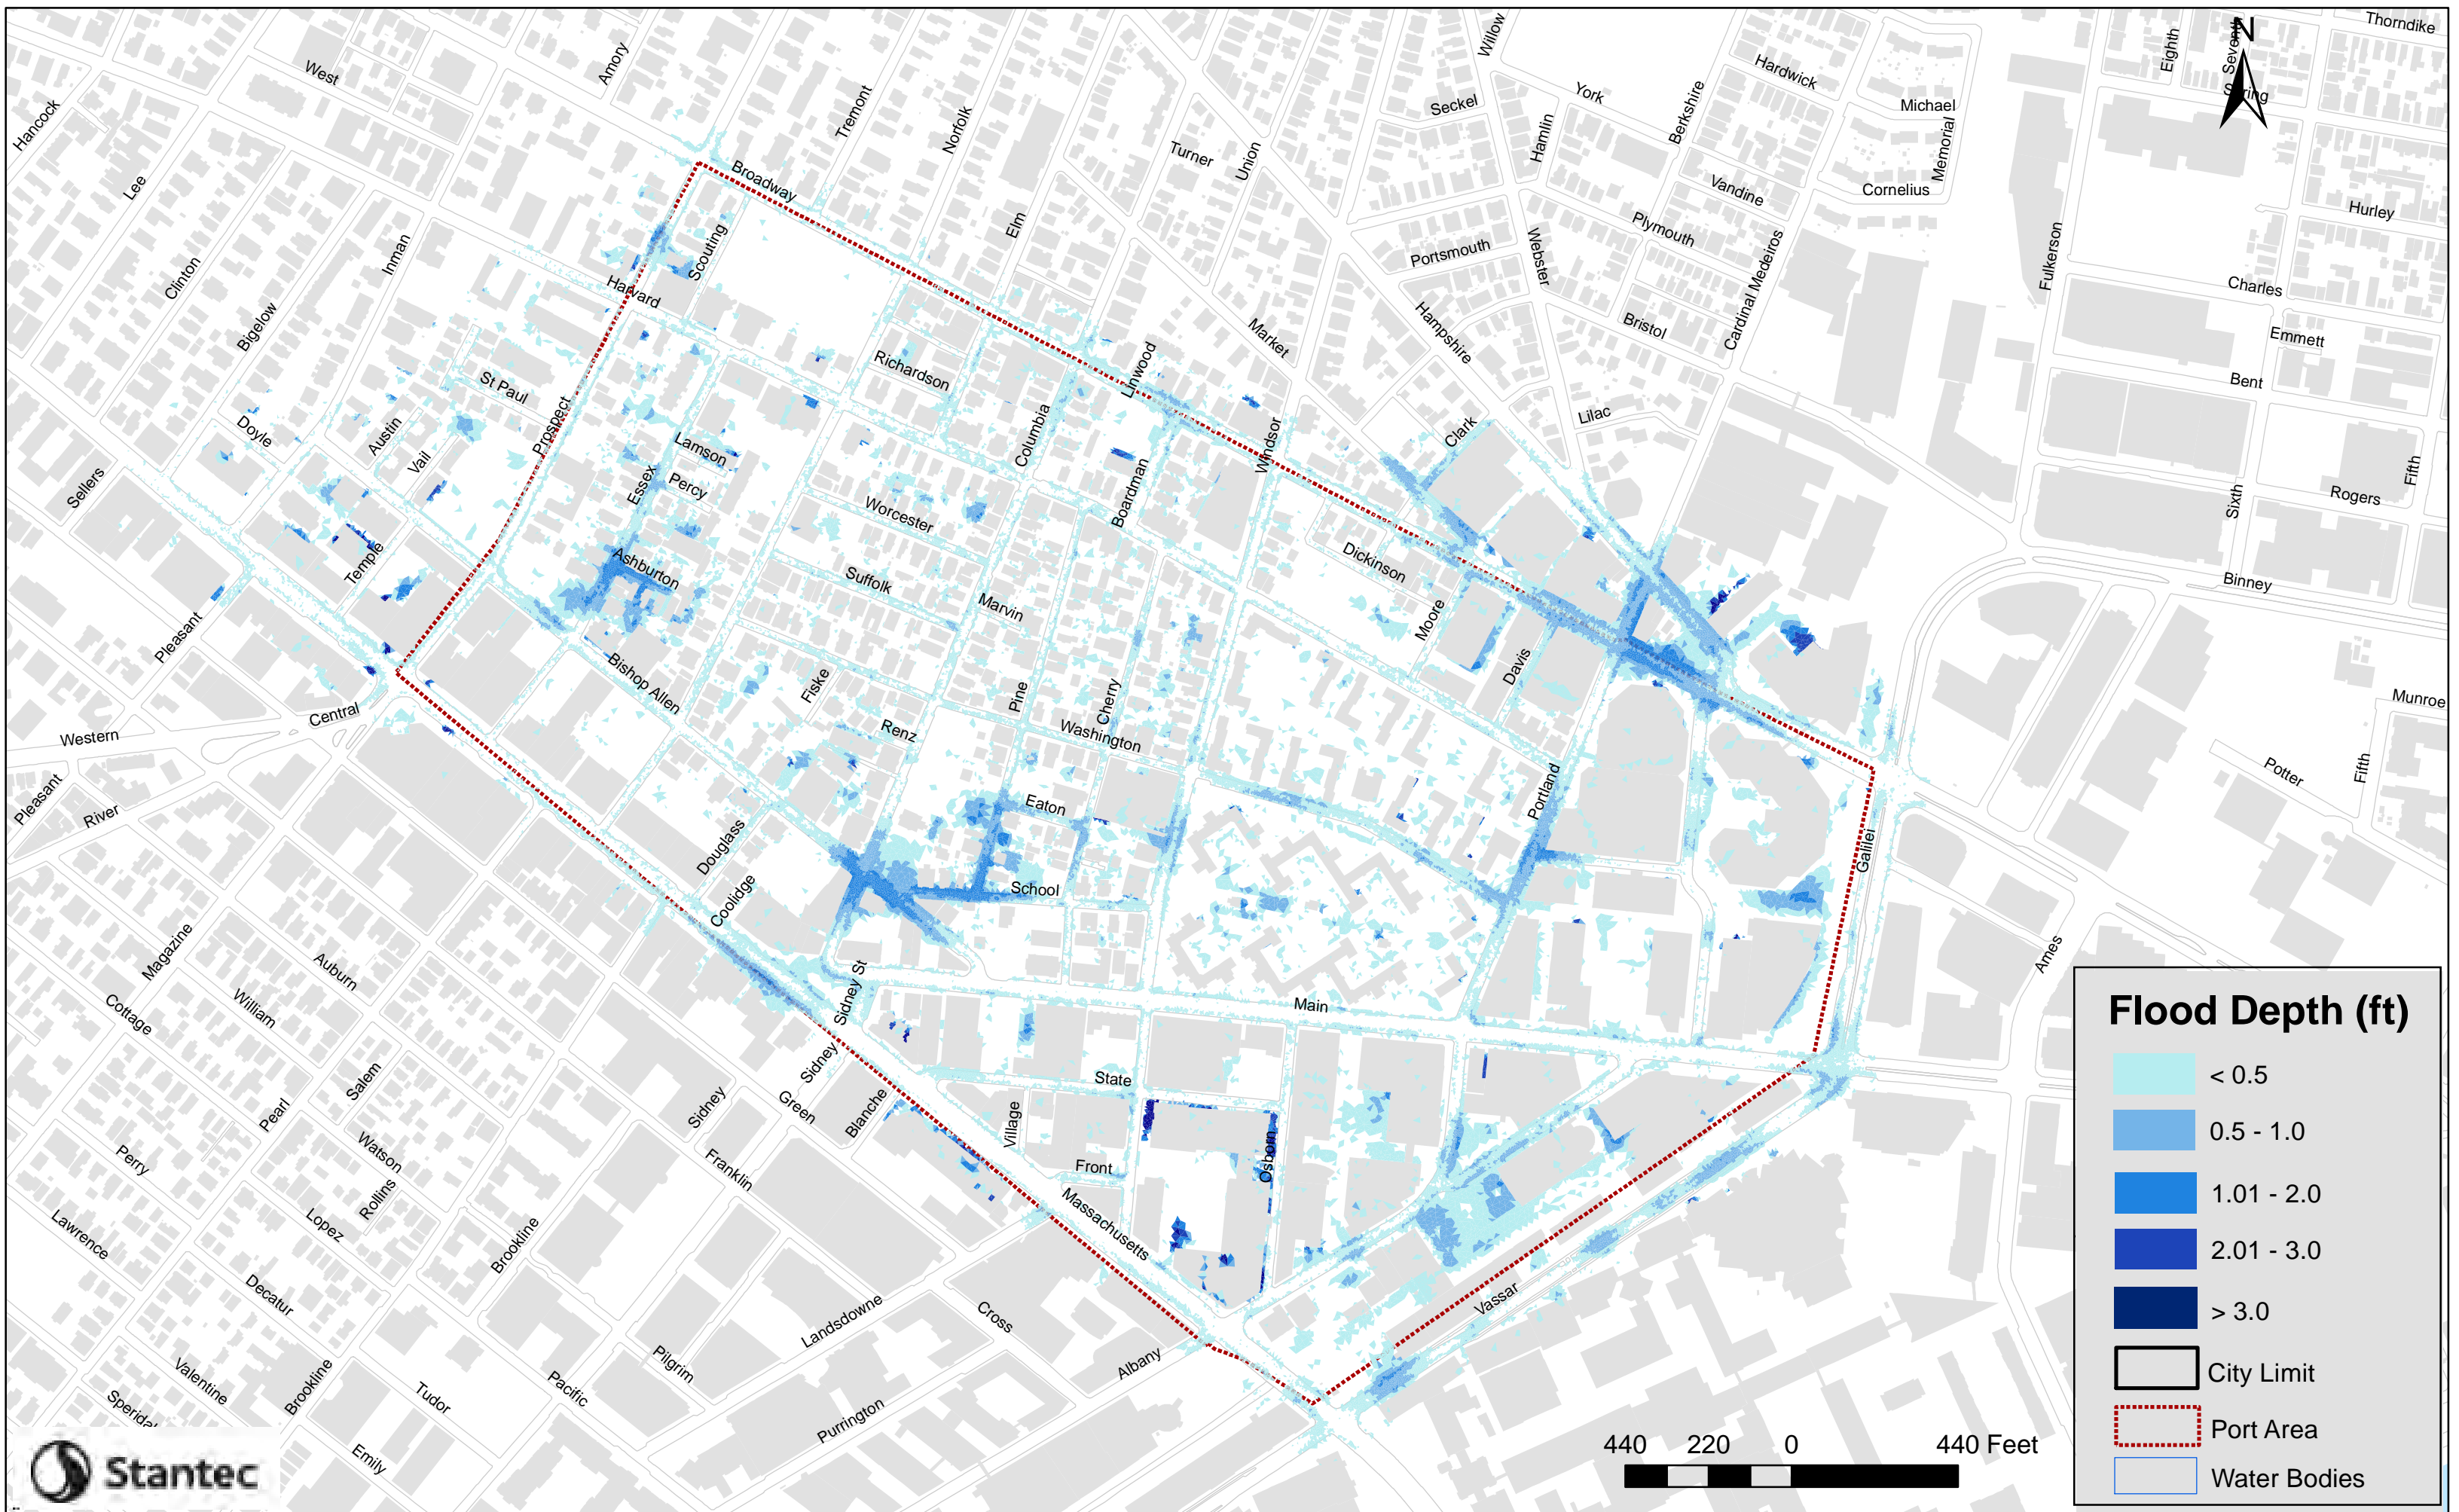 Thorndike
Seventh
Eighth
N
Willow
Amory
West
Hardwick
York
Spring
Hancock
Tremont
Norfolk
Seckel
Berkshire
Michael
Hamlin
Memorial
Turner
Union
Lee
Broadway
Vandine
Cornelius
Hurley
Elm
Plymouth
Scouting
Portsmouth
Webster
Inman
Clinton
Fulkerson
Cardinal Medeiros
Harvard
Charles
Bigelow
Market
Hampshire
Bristol
Emmett
Richardson
Linwood
Bent
St Paul
Doyle
Austin
Prospect
Columbia
Windsor
Clark
Lilac
Vail
Lamson
Essex
Percy
Boardman
Fifth
Sixth
Rogers
Sellers
Worcester
Temple
Ashburton
Suffolk
Dickinson
Binney
Marvin
Moore
Pleasant
Bishop Allen
Fiske
Pine
Cherry
Davis
Munroe
Central
Western
Renz
Washington
Potter
Fifth
Portland
Pleasant
River
Eaton
Douglass
Galilei
School
Coolidge
Magazine
Ames
Auburn
Sidney St
Main
Cottage
William
Sidney
State
Salem
Pearl
Sidney
Green
Blanche
Village
Osborn
Watson
Perry
Franklin
Front
Rollins
Lopez
Massachusetts
Lawrence
Brookline
Decatur
Vassar
Landsdowne
Cross
Valentine
Brookline
Pilgrim
Albany
Pacific
Tudor
Purrington
Emily
Stantec
440 220 0 440 Feet
Flood Depth (ft)
< 0.5
0.5 - 1.0
1.01 - 2.0
2.01 - 3.0
> 3.0
City Limit
Port Area
Water Bodies